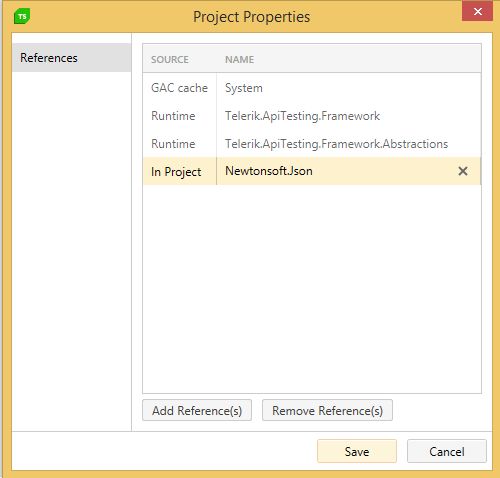 TS
Project Properties
References
SOURCE NAME
GAC cache System
Runtime Telerik.ApiTesting.Framework
Runtime Telerik.ApiTesting.Framework.Abstractions
In Project Newtonsoft.Json
Add Reference(s) Remove Reference(s)
Save Cancel